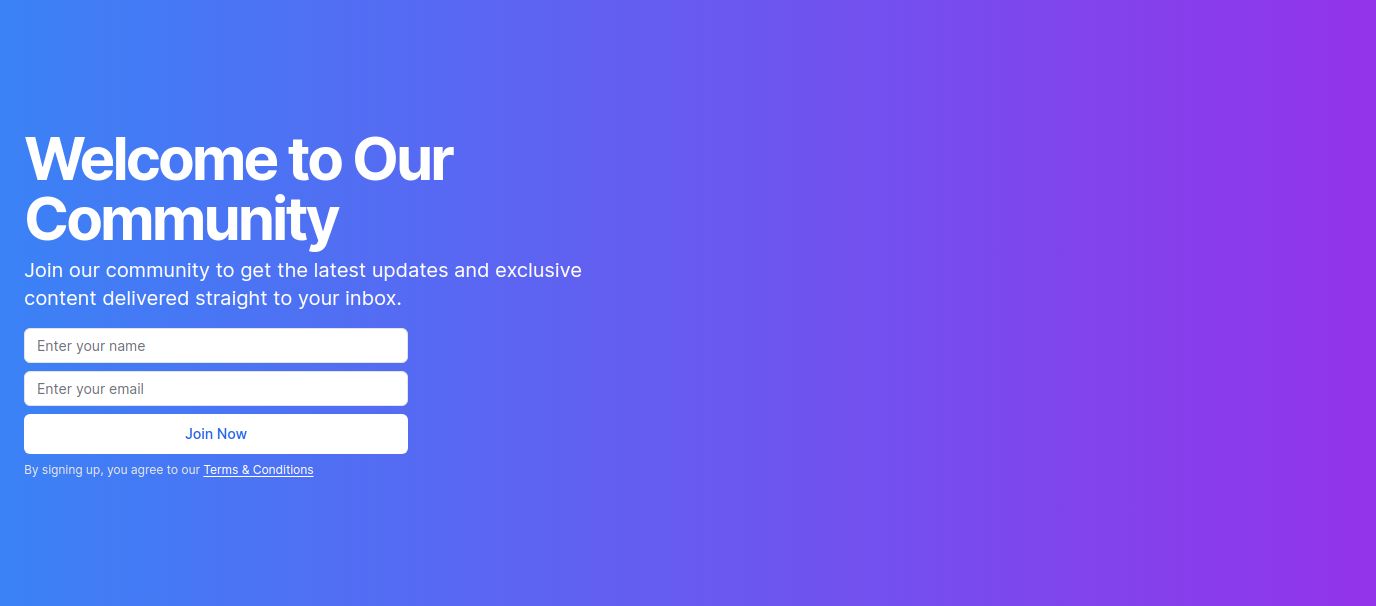 Welcome to Our
Community
Join our community to get the latest updates and exclusive
content delivered straight to your inbox.
Enter your name
Enter your email
Join Now
By signing up, you agree to our Terms & Conditions